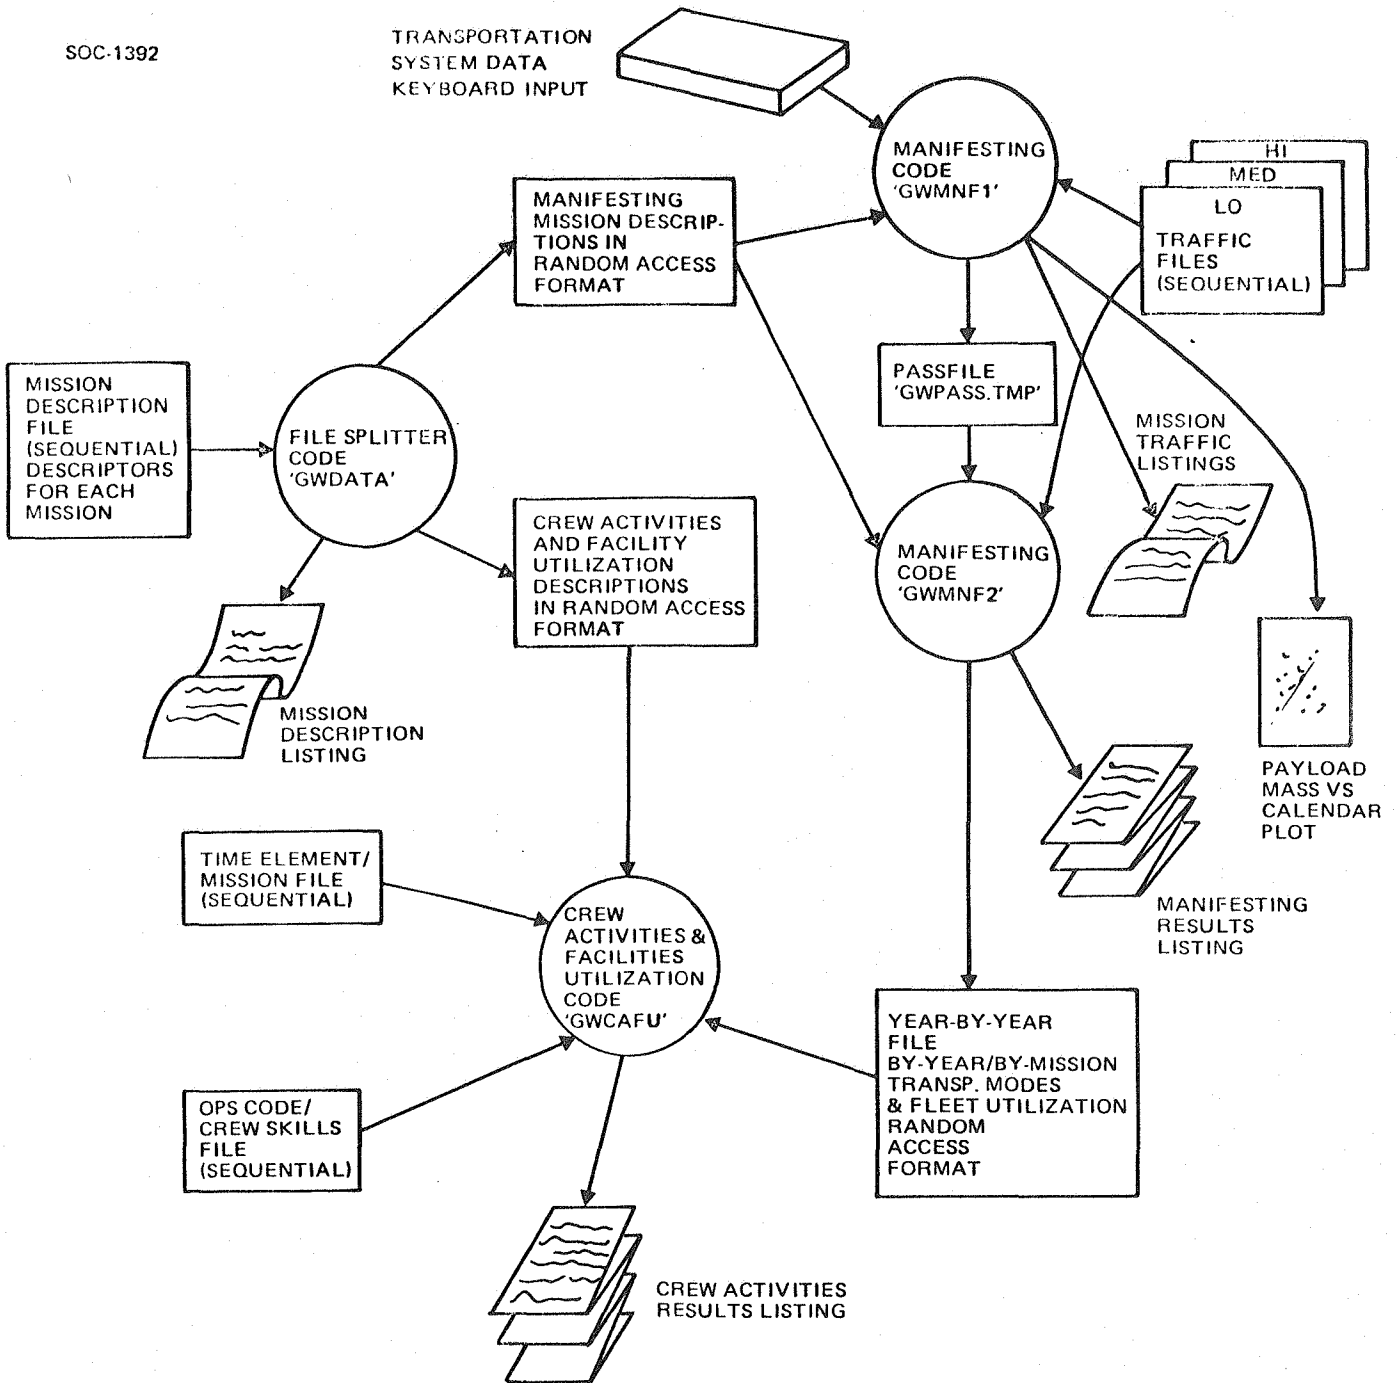 SOC-1392
TRANSPORTATION
SYSTEM DATA
KEYBOARD INPUT
MANIFESTING
CODE
'GWMNF1'
HI
MED
LO
TRAFFIC
FILES
(SEQUENTIAL)
MANIFESTING
MISSION DESCRIP-
TIONS IN
RANDOM ACCESS
FORMAT
PASSFILE
'GWPASS.TMP'
MISSION
DESCRIPTION
FILE
(SEQUENTIAL)
DESCRIPTORS
FOR EACH
MISSION
FILE SPLITTER
CODE
'GWDATA'
MISSION
TRAFFIC
LISTINGS
CREW ACTIVITIES
AND FACILITY
UTILIZATION
DESCRIPTIONS
IN RANDOM ACCESS
FORMAT
MANIFESTING
CODE
'GWMNF2'
MISSION
DESCRIPTION
LISTING
PAYLOAD
MASS VS
CALENDAR
PLOT
TIME ELEMENT/
MISSION FILE
(SEQUENTIAL)
MANIFESTING
RESULTS
LISTING
CREW
ACTIVITIES &
FACILITIES
UTILIZATION
CODE
'GWCAFU'
YEAR-BY-YEAR
FILE
BY-YEAR/BY-MISSION
TRANSP. MODES
& FLEET UTILIZATION
RANDOM
ACCESS
FORMAT
OPS CODE/
CREW SKILLS
FILE
(SEQUENTIAL)
CREW ACTIVITIES
RESULTS LISTING